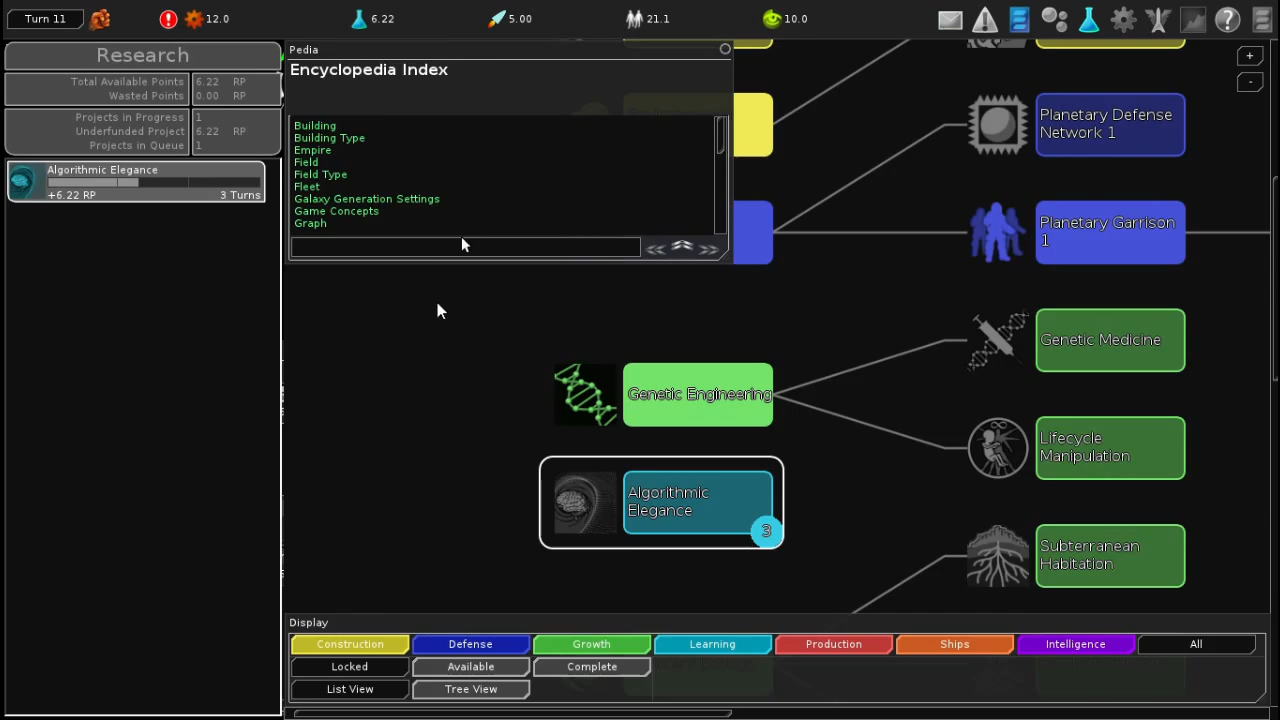 Turn 11
12.0
6.22
5.00
21.1
10.0
Research
Total Available Points 6.22 RP
Wasted Points 0.00 RP
Projects in Progress 1
Underfunded Project 6.22 RP
Projects in Queue 1
Algorithmic Elegance
+6.22 RP 3 Turns
Pedia
Encyclopedia Index
Building
Building Type
Empire
Field
Field Type
Fleet
Galaxy Generation Settings
Game Concepts
Graph
+
-
Planetary Defense
Network 1
Planetary Garrison
1
Genetic Medicine
Genetic Engineering
Lifecycle
Manipulation
Algorithmic
Elegance
3
Subterranean
Habitation
Display
Construction Defense Growth Learning Production Ships Intelligence All
Locked Available Complete
List View Tree View